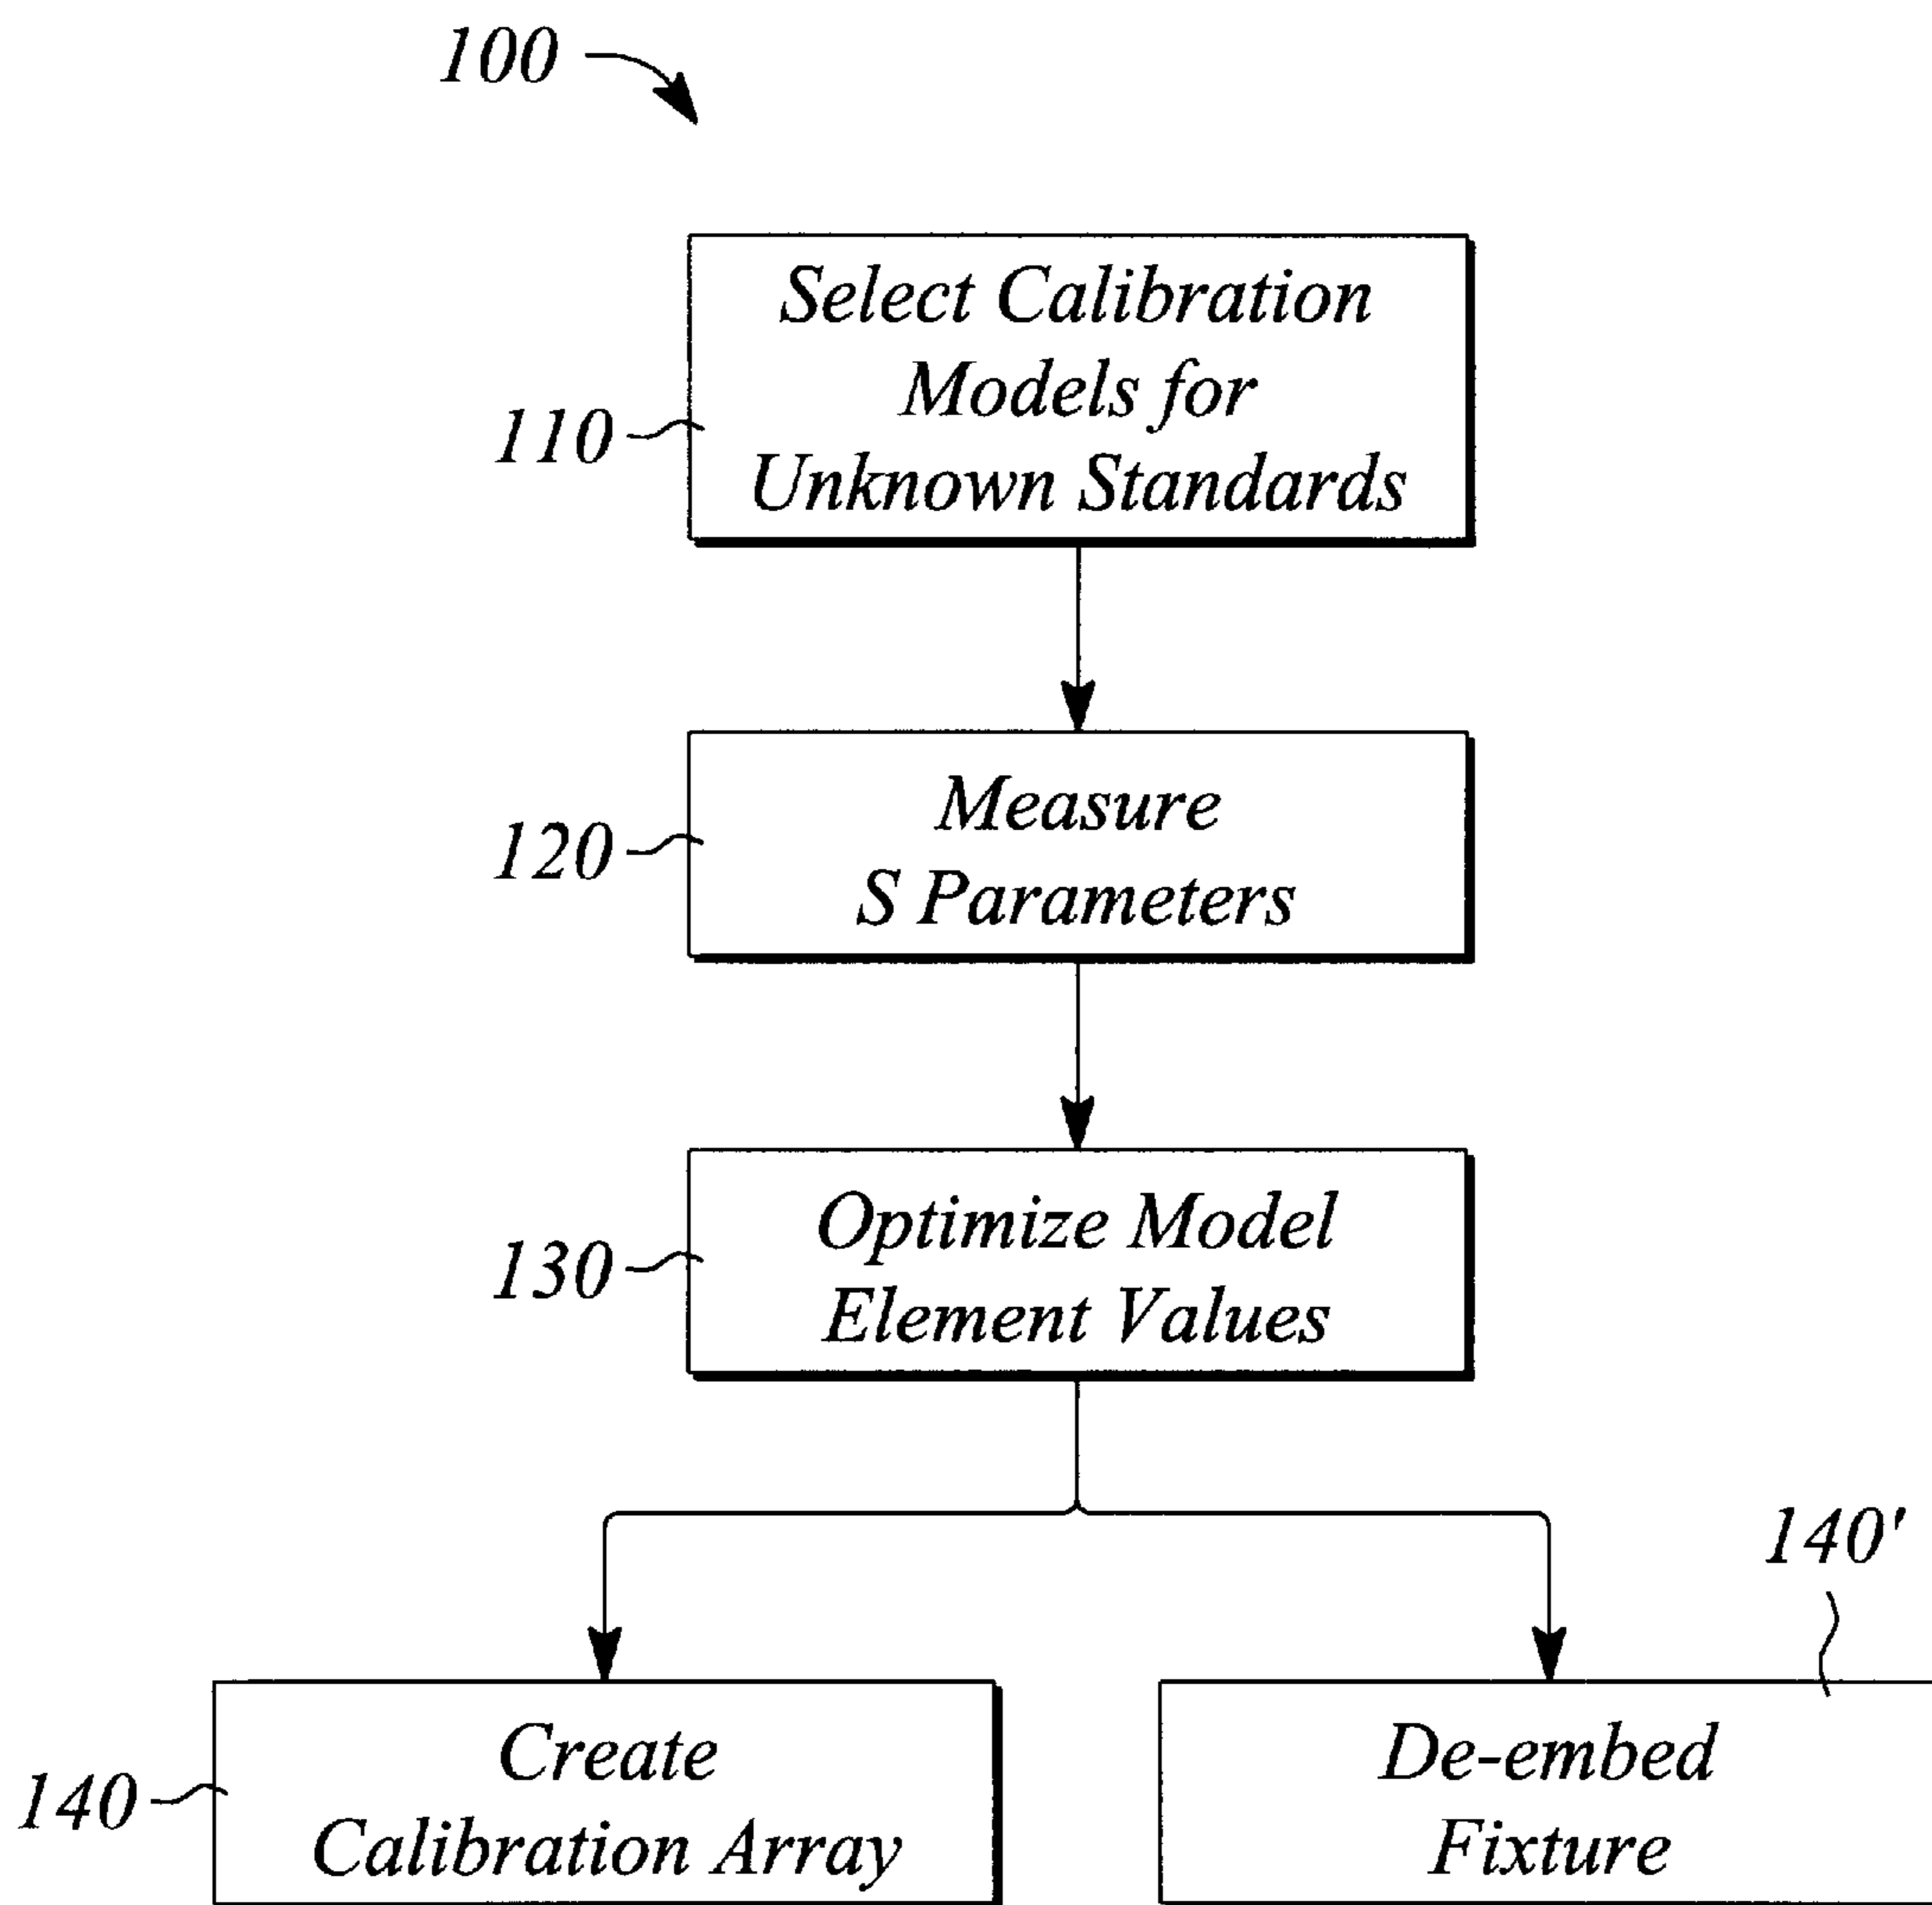 100
Select Calibration
Models for
Unknown Standards
110
Measure
S Parameters
120
Optimize Model
Element Values
130
140'
Create
Calibration Array
140
De-embed
Fixture